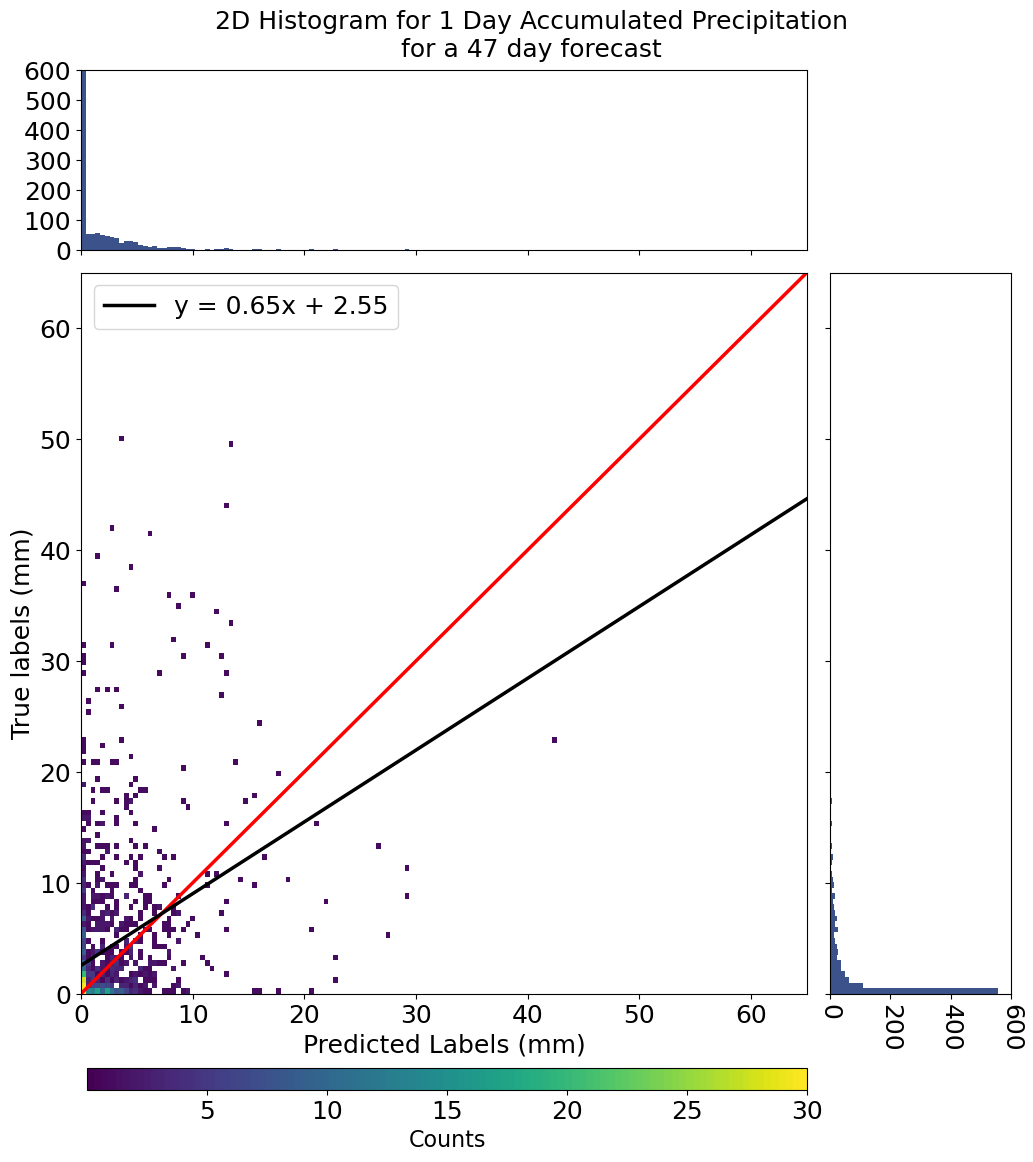 2D Histogram for 1 Day Accumulated Precipitation
for a 47 day forecast
600
500
400
300
200
100
0
y = 0.65x + 2.55
True labels (mm)
60
50
40
30
20
10
0
0 10 20 30 40 50 60
Predicted Labels (mm)
0 200 400 600
5 10 15 20 25 30
Counts